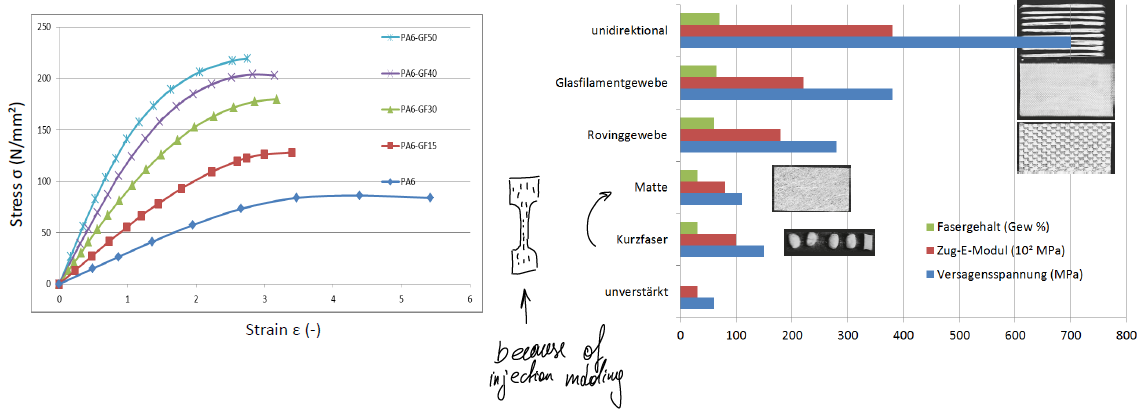 250
200
150
100
50
0
0 1 2 3 4 5 6
Stress σ (N/mm²)
Strain ε (-)
PA6-GF50
PA6-GF40
PA6-GF30
PA6-GF15
PA6
because of
injection molding
unidirektional
Glasfilamentgewebe
Rovinggewebe
Matte
Kurzfaser
unverstärkt
Fasergehalt (Gew %)
Zug-E-Modul (10² MPa)
Versagensspannung (MPa)
0 100 200 300 400 500 600 700 800